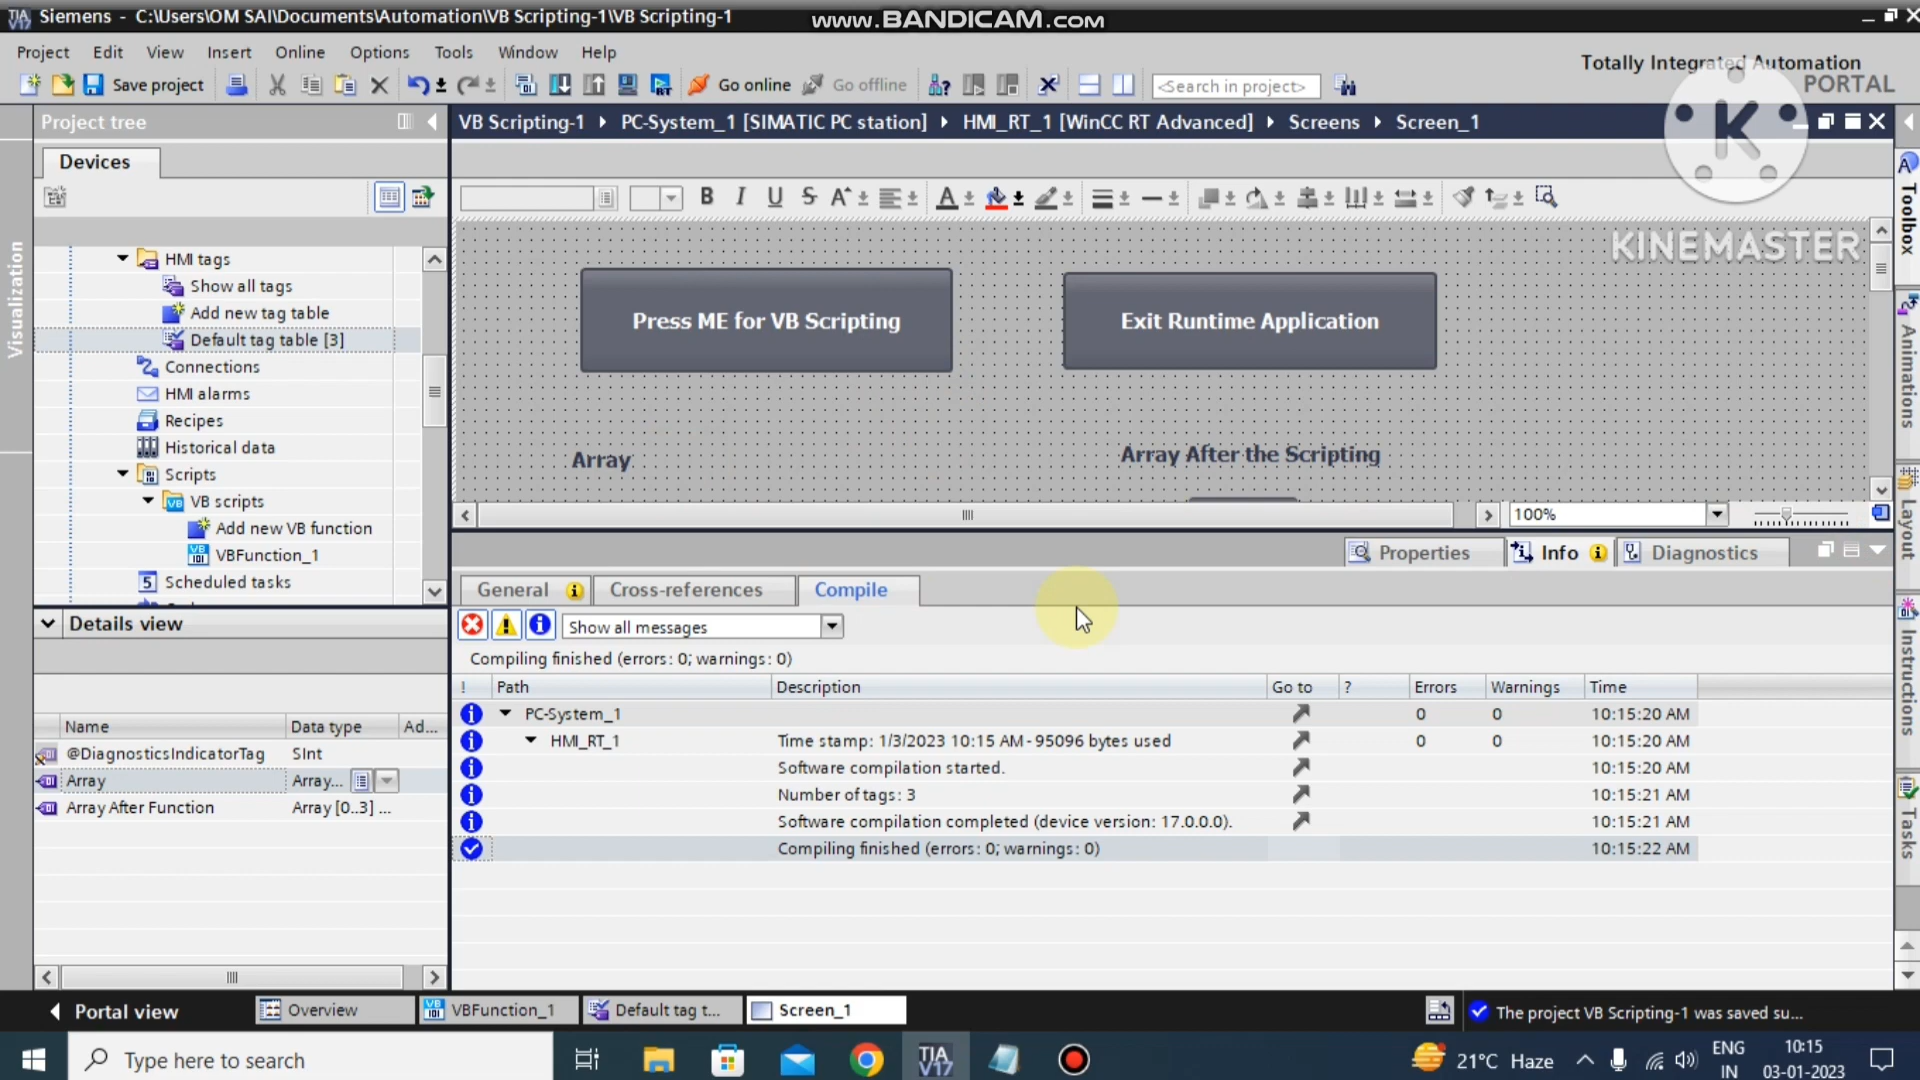 Siemens - C:\Users\OM SAI\Documents\Automation\VB Scripting-1\VB Scripting-1
www.BANDICAM.com
Project Edit View Insert Online Options Tools Window Help
Totally Integrated Automation
PORTAL
Save project
Go online
Go offline
<Search in project>
Project tree
VB Scripting-1 PC-System_1 [SIMATIC PC station] HMI_RT_1 [WinCC RT Advanced] Screens Screen_1
K
KINEMASTER
Devices
Visualization
HMI tags
Show all tags
Add new tag table
Default tag table [3]
Connections
HMI alarms
Recipes
Historical data
Scripts
VB scripts
Add new VB function
VBFunction_1
Scheduled tasks
Press ME for VB Scripting
Exit Runtime Application
Array
Array After the Scripting
100%
Toolbox
Animations
Layout
Instructions
Tasks
Properties Info Diagnostics
General Cross-references Compile
Show all messages
Compiling finished (errors: 0; warnings: 0)
! Path Description Go to ? Errors Warnings Time
PC-System_1 0 0 10:15:20 AM
HMI_RT_1 Time stamp: 1/3/2023 10:15 AM - 95096 bytes used 0 0 10:15:20 AM
Software compilation started. 10:15:20 AM
Number of tags: 3 10:15:21 AM
Software compilation completed (device version: 17.0.0.0). 10:15:21 AM
Compiling finished (errors: 0; warnings: 0) 10:15:22 AM
Details view
Name Data type Ad...
@DiagnosticsIndicatorTag SInt
Array Array...
Array After Function Array [0..3] ...
Portal view Overview VBFunction_1 Default tag t... Screen_1
The project VB Scripting-1 was saved su...
Type here to search
TIA V17
21°C Haze
ENG
IN
10:15
03-01-2023